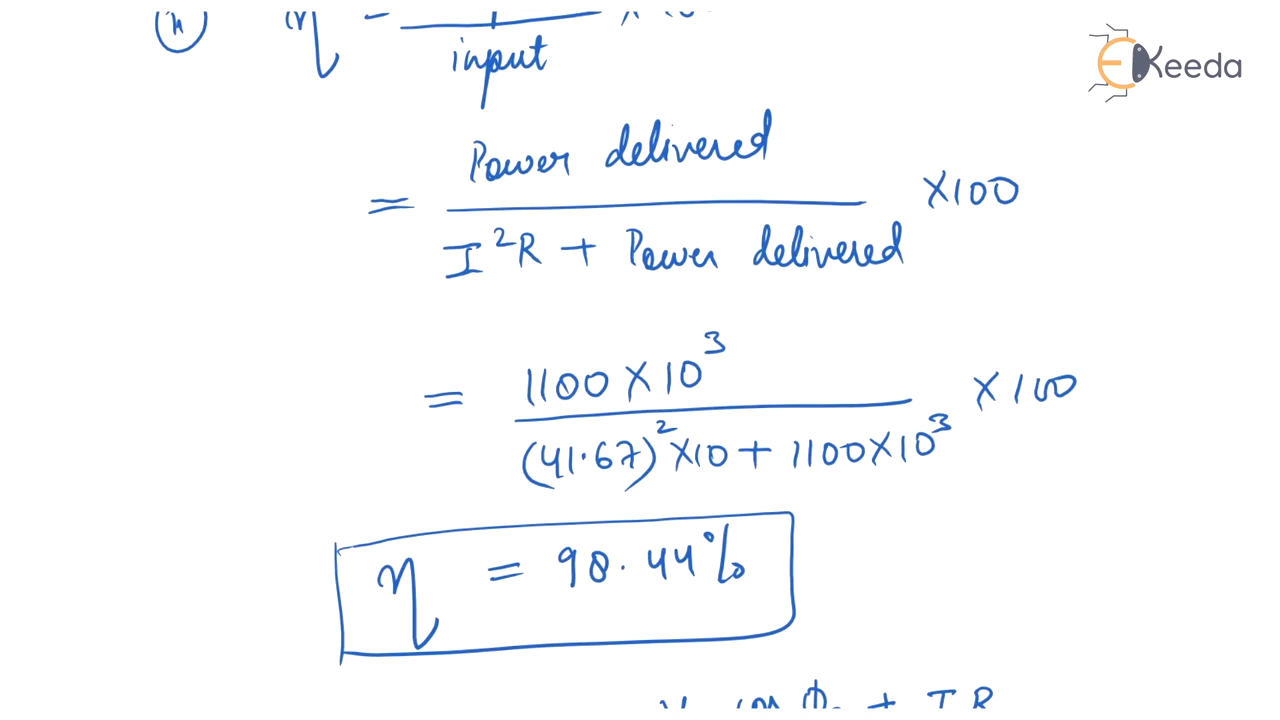 η =
input
Keeda
Power delivered
= ×100
I²R + Power delivered
1100×10³
= ×100
(41.67)²×10 + 1100×10³
η = 98.44%